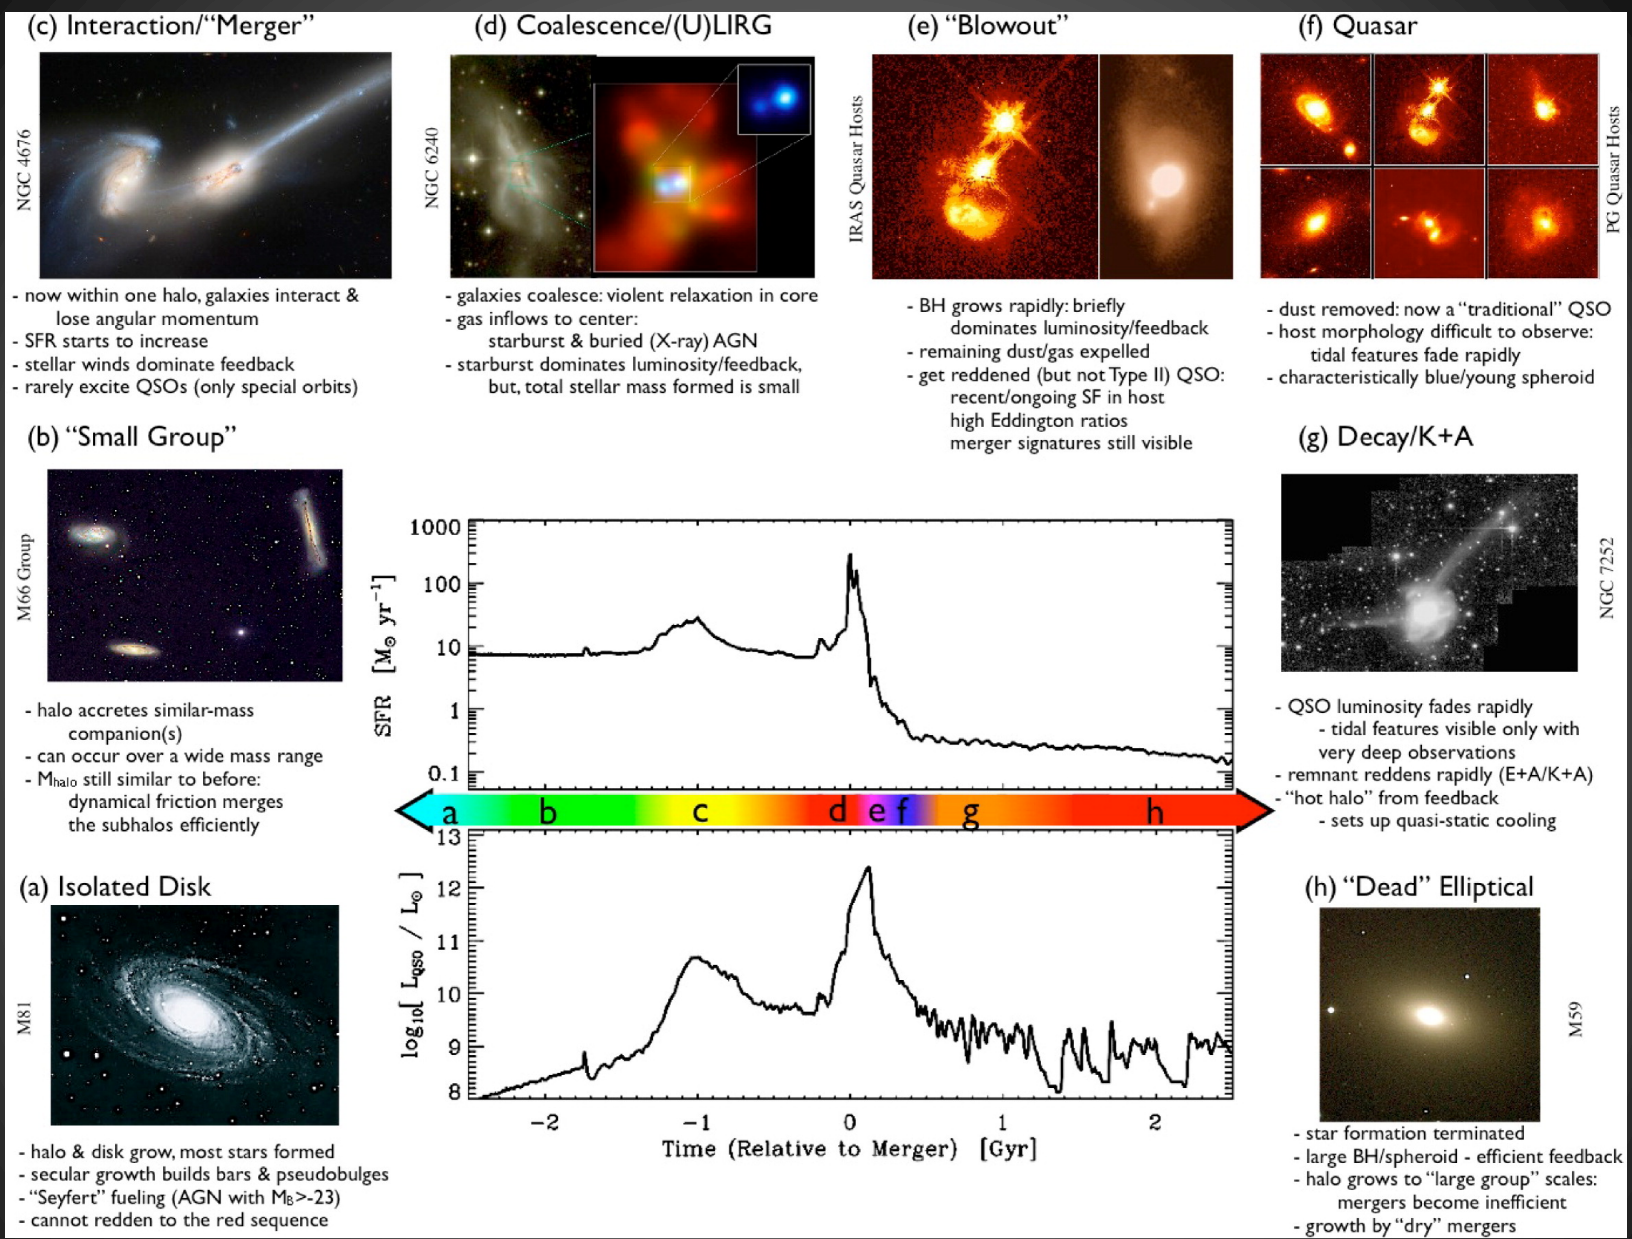 (c) Interaction/“Merger”
NGC 4676
- now within one halo, galaxies interact &
lose angular momentum
- SFR starts to increase
- stellar winds dominate feedback
- rarely excite QSOs (only special orbits)
(d) Coalescence/(U)LIRG
NGC 6240
- galaxies coalesce: violent relaxation in core
- gas inflows to center:
starburst & buried (X-ray) AGN
- starburst dominates luminosity/feedback,
but, total stellar mass formed is small
(e) “Blowout”
IRAS Quasar Hosts
- BH grows rapidly: briefly
dominates luminosity/feedback
- remaining dust/gas expelled
- get reddened (but not Type II) QSO:
recent/ongoing SF in host
high Eddington ratios
merger signatures still visible
(f) Quasar
PG Quasar Hosts
- dust removed: now a “traditional” QSO
- host morphology difficult to observe:
tidal features fade rapidly
- characteristically blue/young spheroid
(b) “Small Group”
M66 Group
- halo accretes similar-mass
companion(s)
- can occur over a wide mass range
- Mhalo still similar to before:
dynamical friction merges
the subhalos efficiently
(a) Isolated Disk
M81
- halo & disk grow, most stars formed
- secular growth builds bars & pseudobulges
- “Seyfert” fueling (AGN with MB>-23)
- cannot redden to the red sequence
SFR [M⊙ yr⁻¹]
1000
100
10
1
0.1
a b c d e f g h
log₁₀[ LQSO / L⊙ ]
13
12
11
10
9
8
-2 -1 0 1 2
Time (Relative to Merger) [Gyr]
(g) Decay/K+A
NGC 7252
- QSO luminosity fades rapidly
- tidal features visible only with
very deep observations
- remnant reddens rapidly (E+A/K+A)
- “hot halo” from feedback
- sets up quasi-static cooling
(h) “Dead” Elliptical
M59
- star formation terminated
- large BH/spheroid - efficient feedback
- halo grows to “large group” scales:
mergers become inefficient
- growth by “dry” mergers